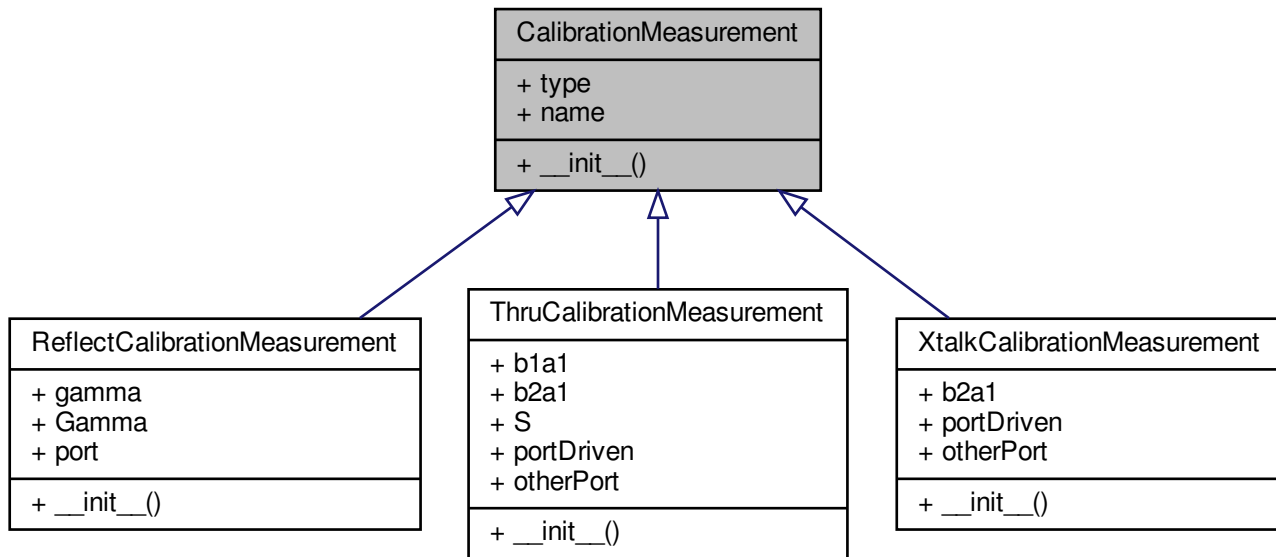 CalibrationMeasurement
+ type
+ name
+ __init__()
ReflectCalibrationMeasurement
+ gamma
+ Gamma
+ port
+ __init__()
ThruCalibrationMeasurement
+ b1a1
+ b2a1
+ S
+ portDriven
+ otherPort
+ __init__()
XtalkCalibrationMeasurement
+ b2a1
+ portDriven
+ otherPort
+ __init__()